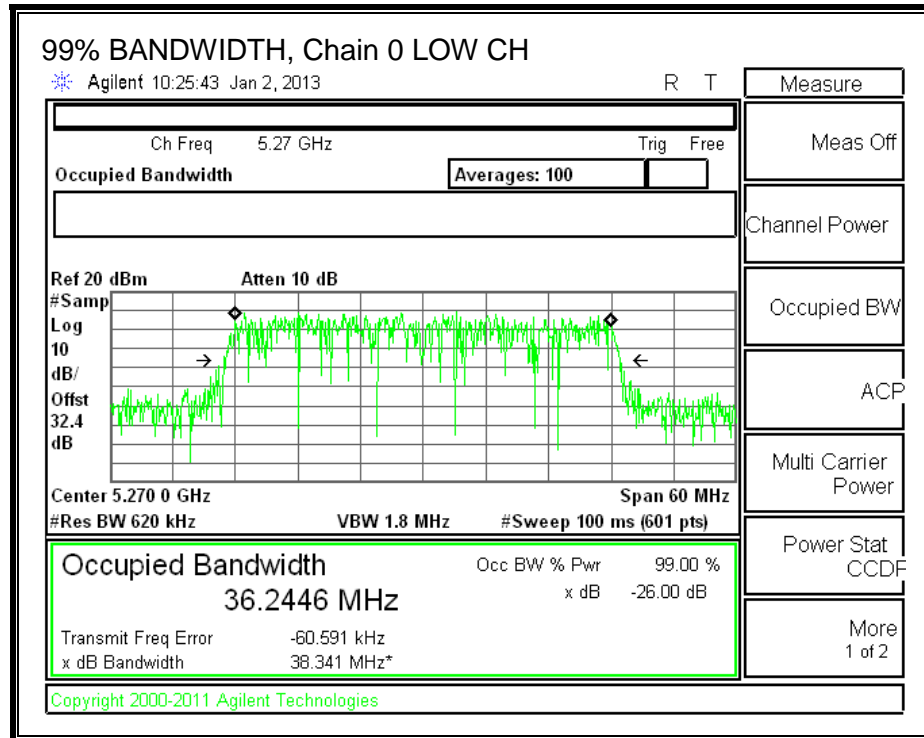 99% BANDWIDTH, Chain 0 LOW CH
Agilent 10:25:43 Jan 2, 2013 R T
Measure
Ch Freq 5.27 GHz Trig Free
Occupied Bandwidth Averages: 100
Meas Off
Channel Power
Occupied BW
ACP
Multi Carrier
Power
Power Stat
CCDF
More
1 of 2
Ref 20 dBm Atten 10 dB
#Samp
Log
10
dB/
Offst
32.4
dB
Center 5.270 0 GHz Span 60 MHz
#Res BW 620 kHz VBW 1.8 MHz #Sweep 100 ms (601 pts)
Occupied Bandwidth Occ BW % Pwr 99.00 %
36.2446 MHz x dB -26.00 dB
Transmit Freq Error -60.591 kHz
x dB Bandwidth 38.341 MHz*
Copyright 2000-2011 Agilent Technologies